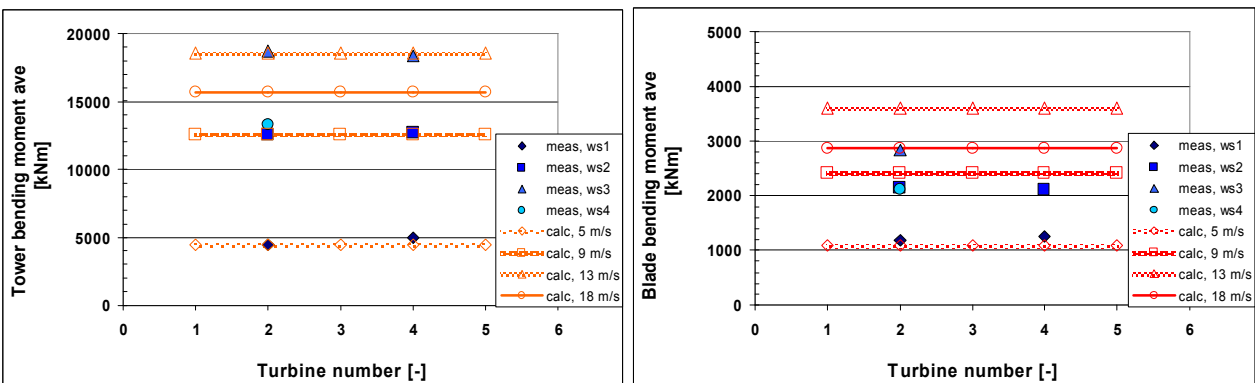 Tower bending moment ave
[kNm]
20000
15000
10000
5000
0
0 1 2 3 4 5 6
Turbine number [-]
meas, ws1
meas, ws2
meas, ws3
meas, ws4
calc, 5 m/s
calc, 9 m/s
calc, 13 m/s
calc, 18 m/s
Blade bending moment ave
[kNm]
5000
4000
3000
2000
1000
0
0 1 2 3 4 5 6
Turbine number [-]
meas, ws1
meas, ws2
meas, ws3
meas, ws4
calc, 5 m/s
calc, 9 m/s
calc, 13 m/s
calc, 18 m/s